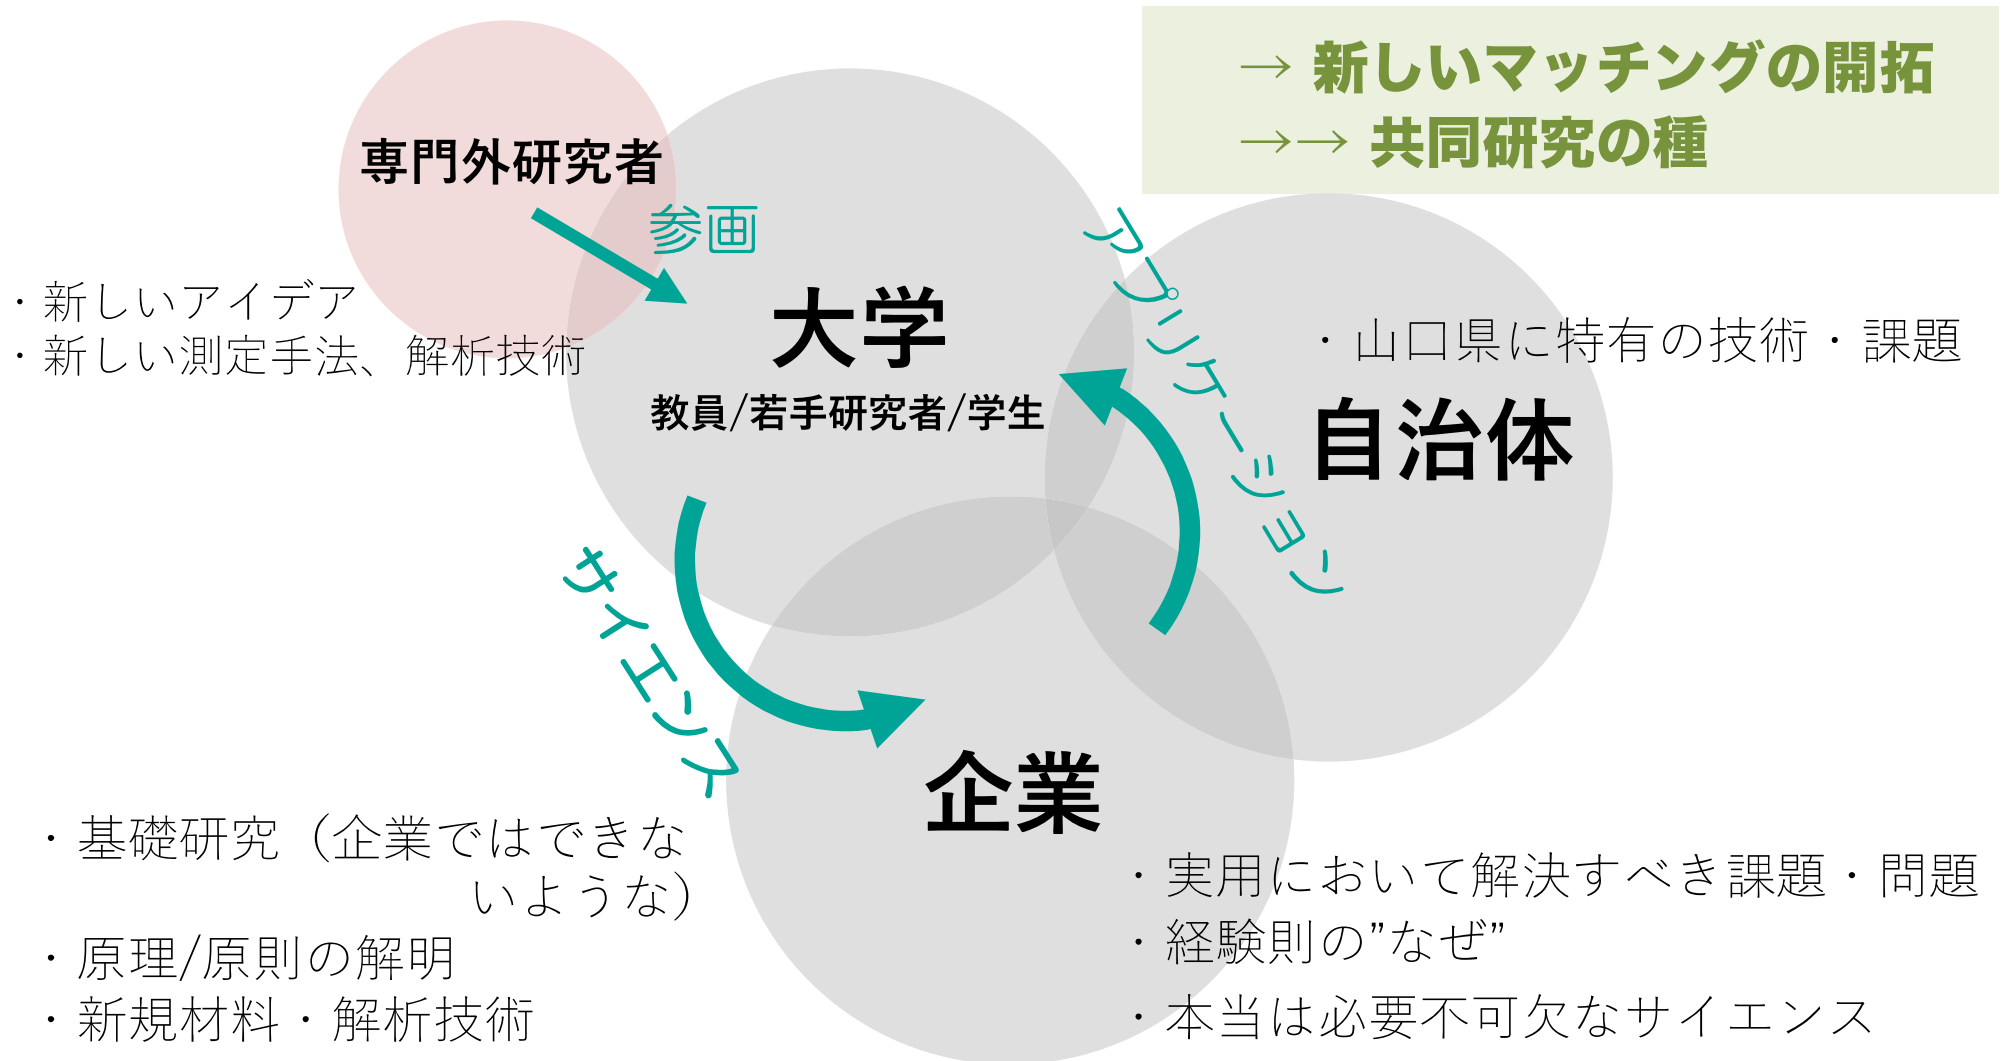 → 新しいマッチングの開拓
→→ 共同研究の種
専門外研究者
参画
・新しいアイデア
・新しい測定手法、解析技術
大学
教員/若手研究者/学生
アプリケーション
・山口県に特有の技術・課題
自治体
サイエンス
企業
・基礎研究（企業ではできな
いような）
・原理/原則の解明
・新規材料・解析技術
・実用において解決すべき課題・問題
・経験則の”なぜ”
・本当は必要不可欠なサイエンス